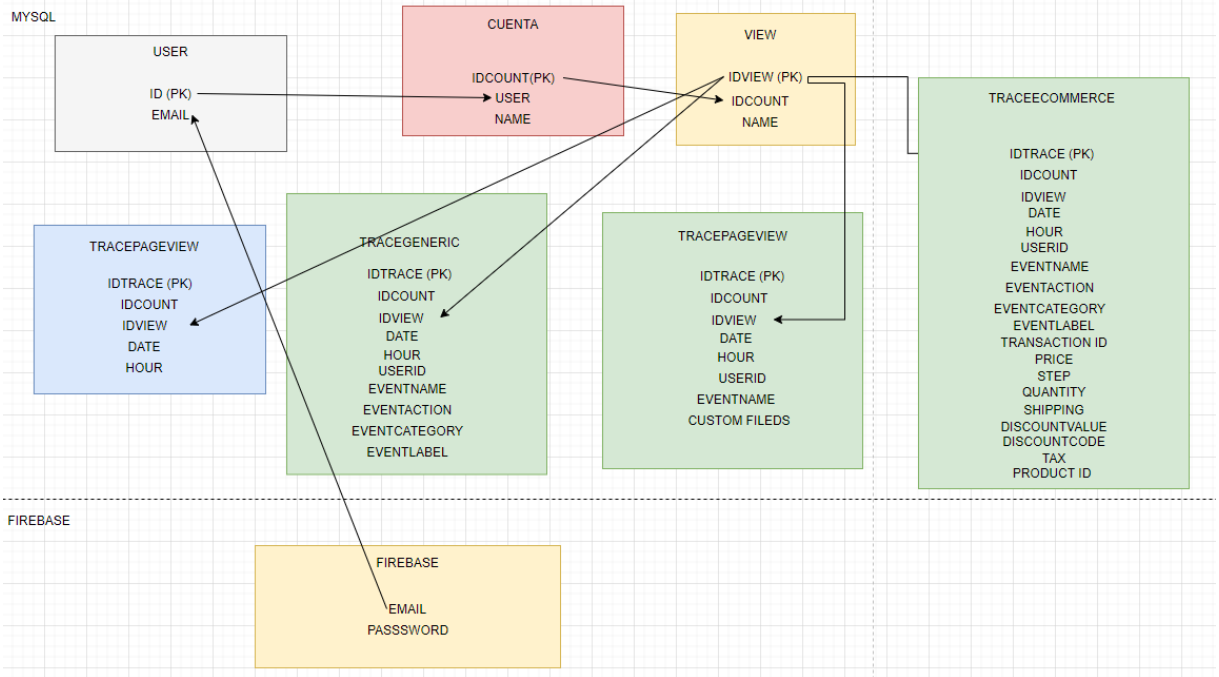 MYSQL
USER
ID (PK)
EMAIL
CUENTA
IDCOUNT(PK)
USER
NAME
VIEW
IDVIEW (PK)
IDCOUNT
NAME
TRACEECOMMERCE
IDTRACE (PK)
IDCOUNT
IDVIEW
DATE
HOUR
USERID
EVENTNAME
EVENTACTION
EVENTCATEGORY
EVENTLABEL
TRANSACTION ID
PRICE
STEP
QUANTITY
SHIPPING
DISCOUNTVALUE
DISCOUNTCODE
TAX
PRODUCT ID
TRACEPAGEVIEW
IDTRACE (PK)
IDCOUNT
IDVIEW
DATE
HOUR
TRACEGENERIC
IDTRACE (PK)
IDCOUNT
IDVIEW
DATE
HOUR
USERID
EVENTNAME
EVENTACTION
EVENTCATEGORY
EVENTLABEL
TRACEPAGEVIEW
IDTRACE (PK)
IDCOUNT
IDVIEW
DATE
HOUR
USERID
EVENTNAME
CUSTOM FILEDS
FIREBASE
FIREBASE
EMAIL
PASSSWORD